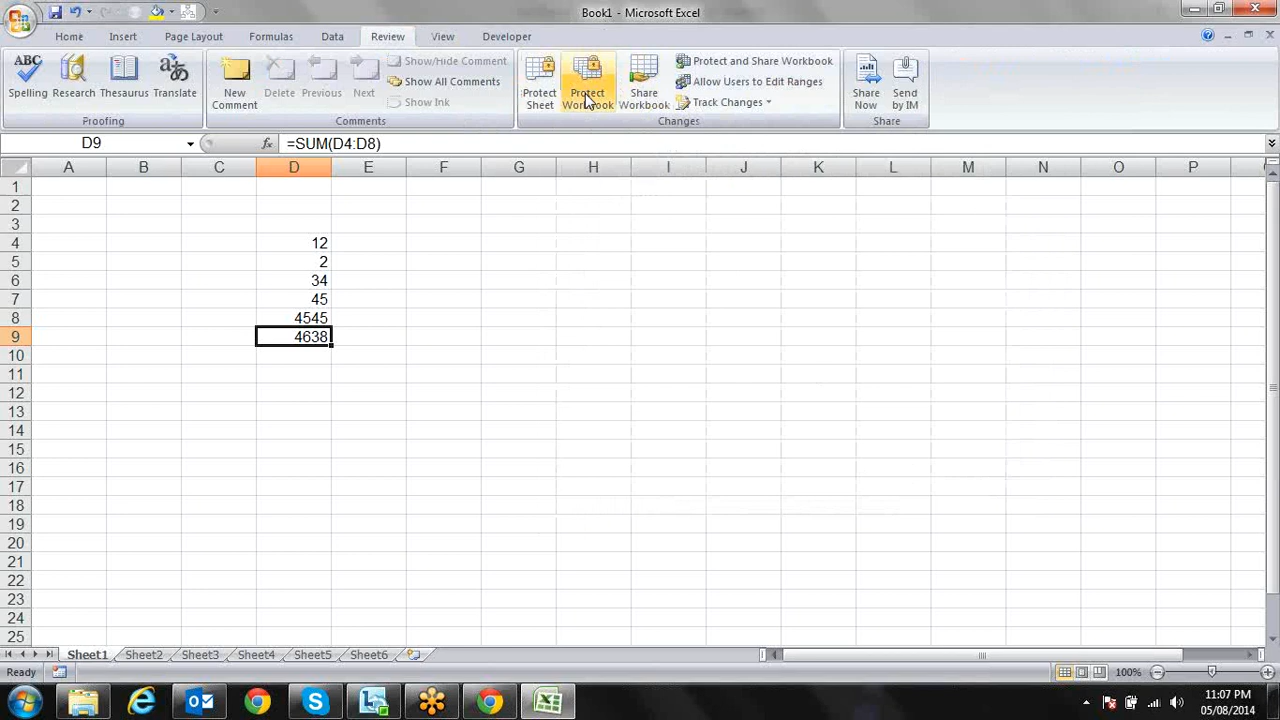 Book1 - Microsoft Excel
Home Insert Page Layout Formulas Data Review View Developer
ABC
Spelling Research Thesaurus Translate
Proofing
New Comment Delete Previous Next
Show/Hide Comment
Show All Comments
Show Ink
Comments
Protect Sheet Protect Workbook Share Workbook
Protect and Share Workbook
Allow Users to Edit Ranges
Track Changes
Changes
Share Now Send by IM
Share
D9 fx =SUM(D4:D8)
A B C D E F G H I J K L M N O P
1
2
3
4 12
5 2
6 34
7 45
8 4545
9 4638
10
11
12
13
14
15
16
17
18
19
20
21
22
23
24
25
Sheet1 Sheet2 Sheet3 Sheet4 Sheet5 Sheet6
Ready 100%
11:07 PM
05/08/2014